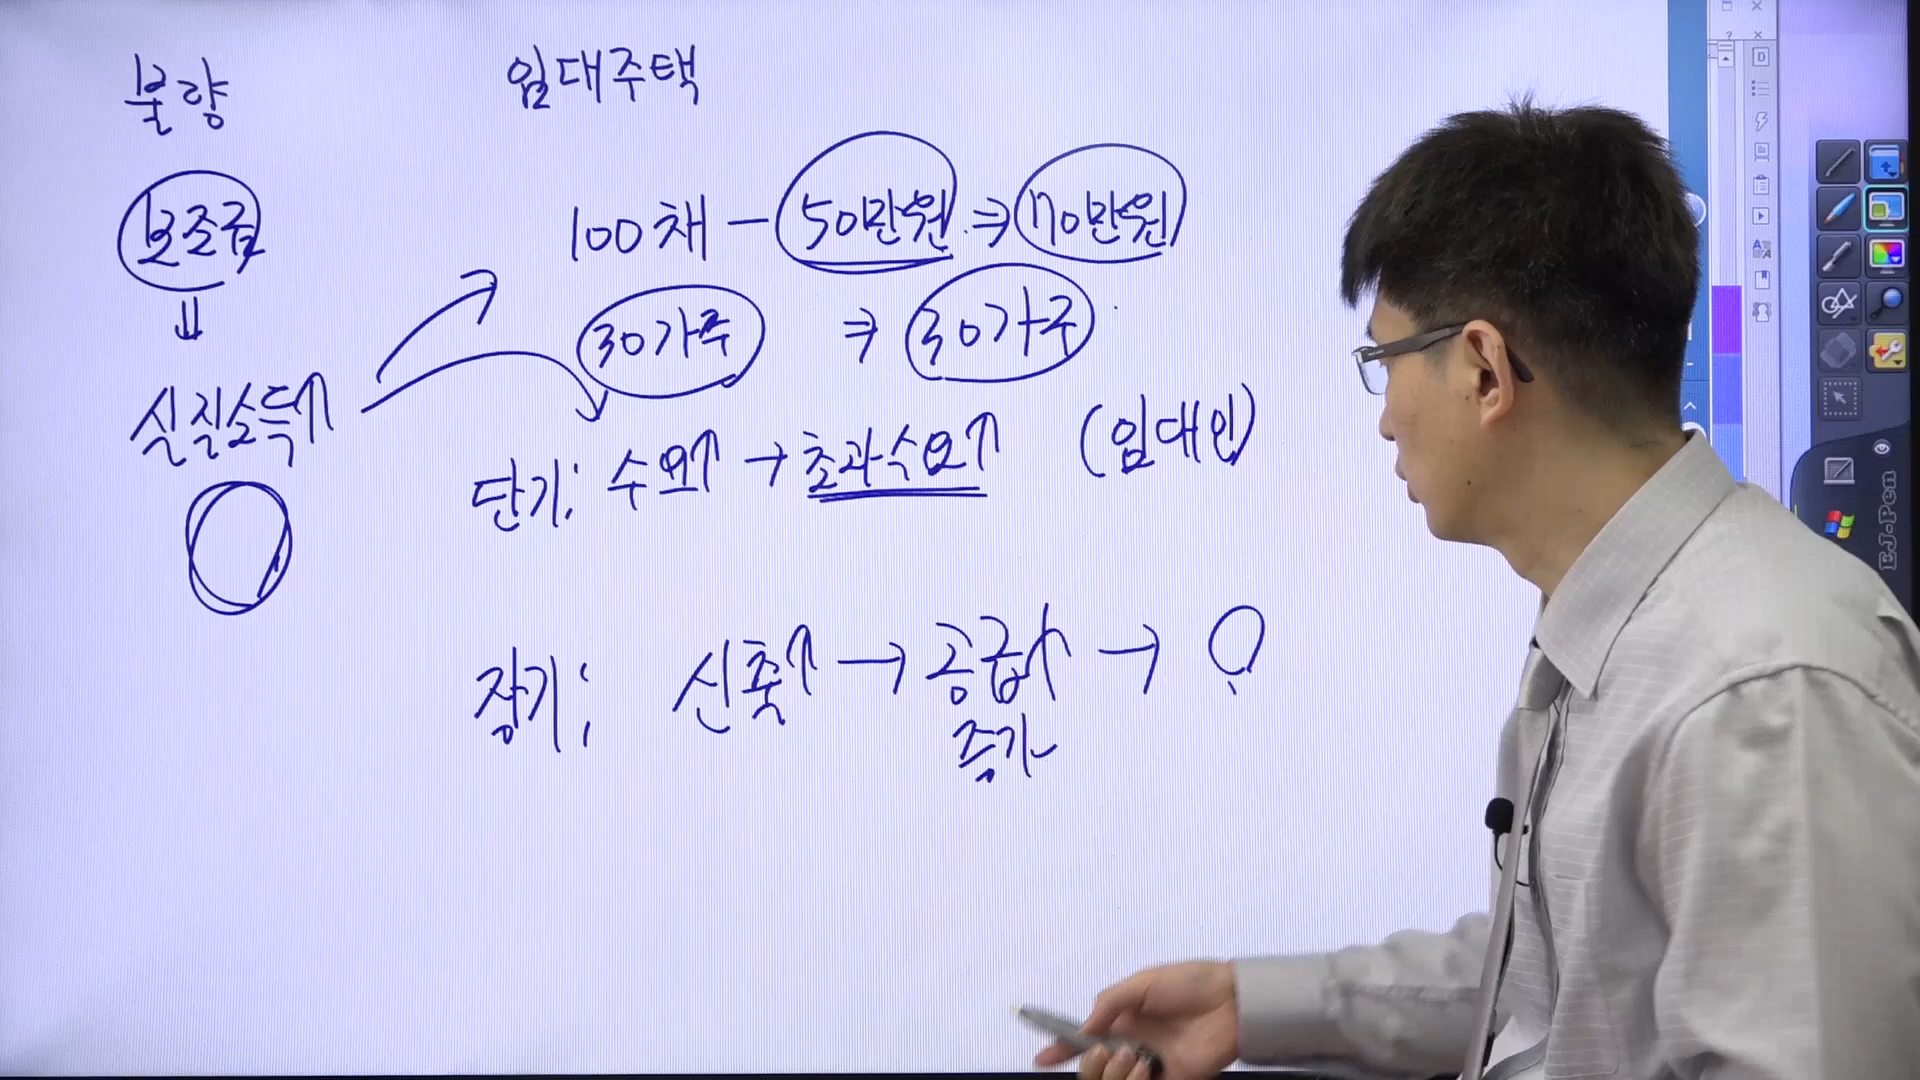 불량
임대주택
보조금
⇓
실질소득↑
100채 - 50만원 ⇒ 70만원
30가구 ⇒ 30가구
단기: 수요↑ → 초과수요↑ (임대인)
장기: 신축↑ → 공급↑ →
증가
EJ-Pen